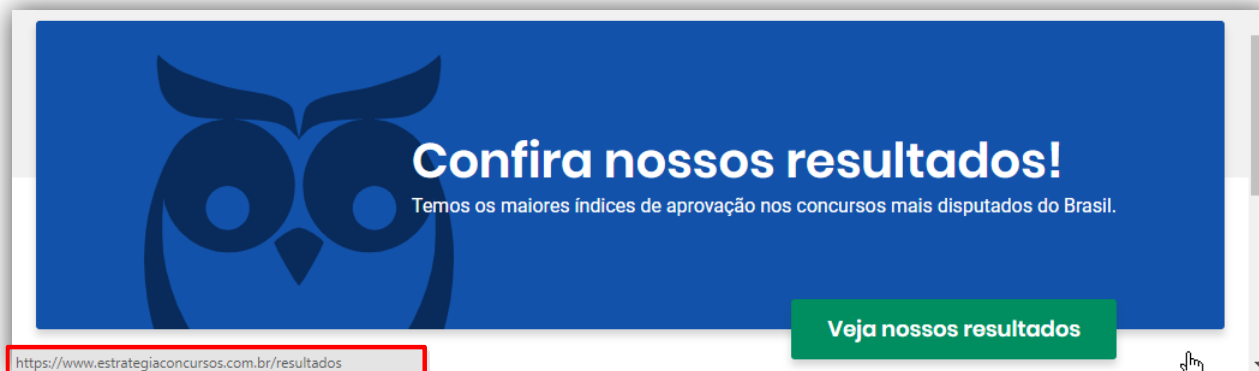 Confira nossos resultados!
Temos os maiores índices de aprovação nos concursos mais disputados do Brasil.
Veja nossos resultados
https://www.estrategiaconcursos.com.br/resultados